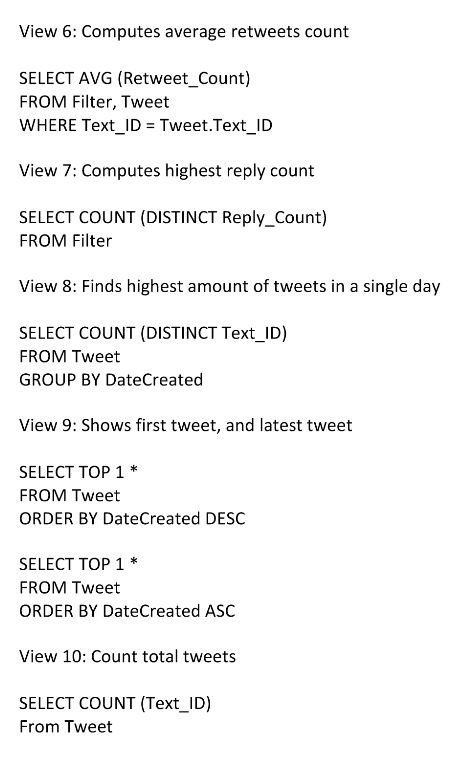 View 6: Computes average retweets count
SELECT AVG (Retweet_Count)
FROM Filter, Tweet
WHERE Text_ID = Tweet.Text_ID
View 7: Computes highest reply count
SELECT COUNT (DISTINCT Reply_Count)
FROM Filter
View 8: Finds highest amount of tweets in a single day
SELECT COUNT (DISTINCT Text_ID)
FROM Tweet
GROUP BY DateCreated
View 9: Shows first tweet, and latest tweet
SELECT TOP 1 *
FROM Tweet
ORDER BY DateCreated DESC
SELECT TOP 1 *
FROM Tweet
ORDER BY DateCreated ASC
View 10: Count total tweets
SELECT COUNT (Text_ID)
From Tweet